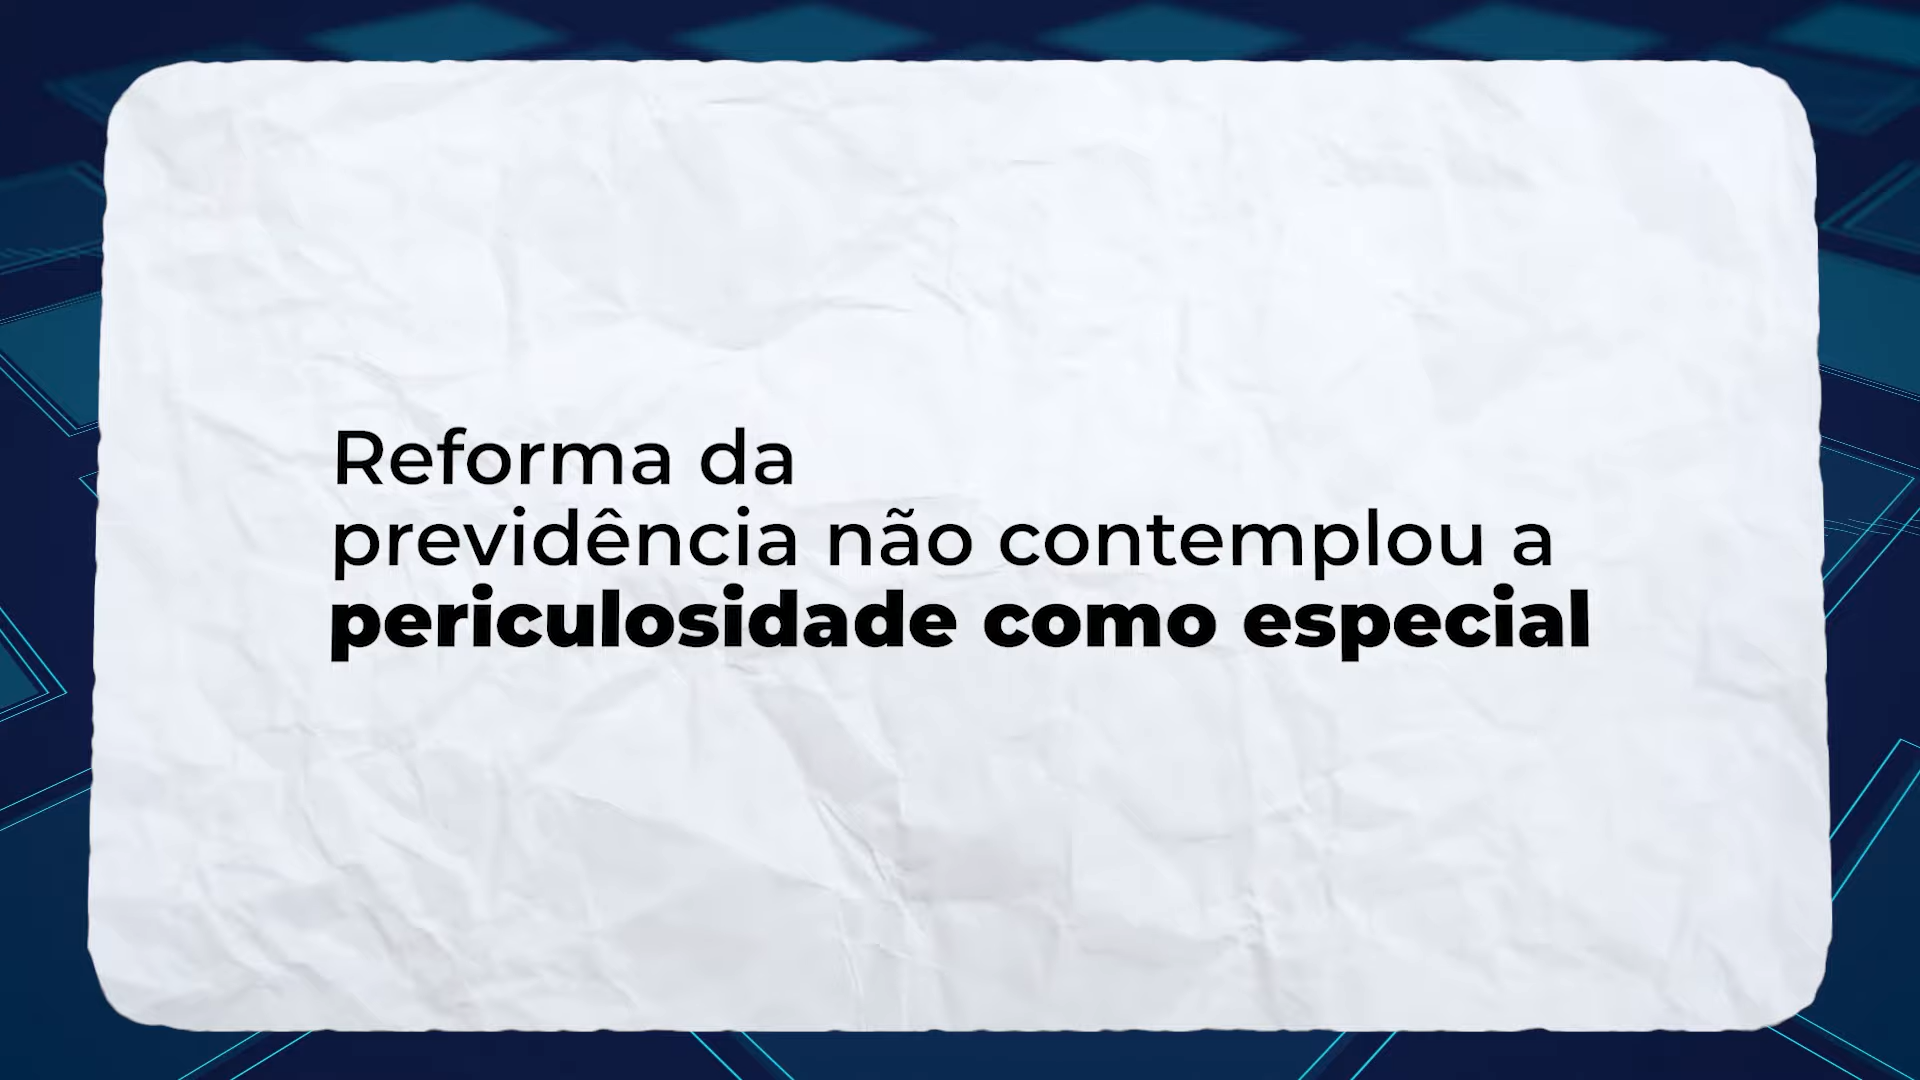 Reforma da
previdência não contemplou a
periculosidade como especial